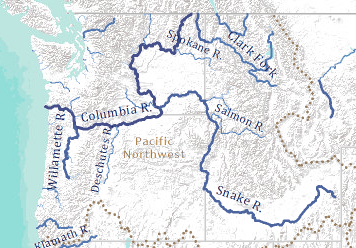 Spokane R.
Clark Fork
Columbia R.
Salmon R.
Willamette R.
Deschutes R.
Pacific
Northwest
Snake R.
Klamath R.